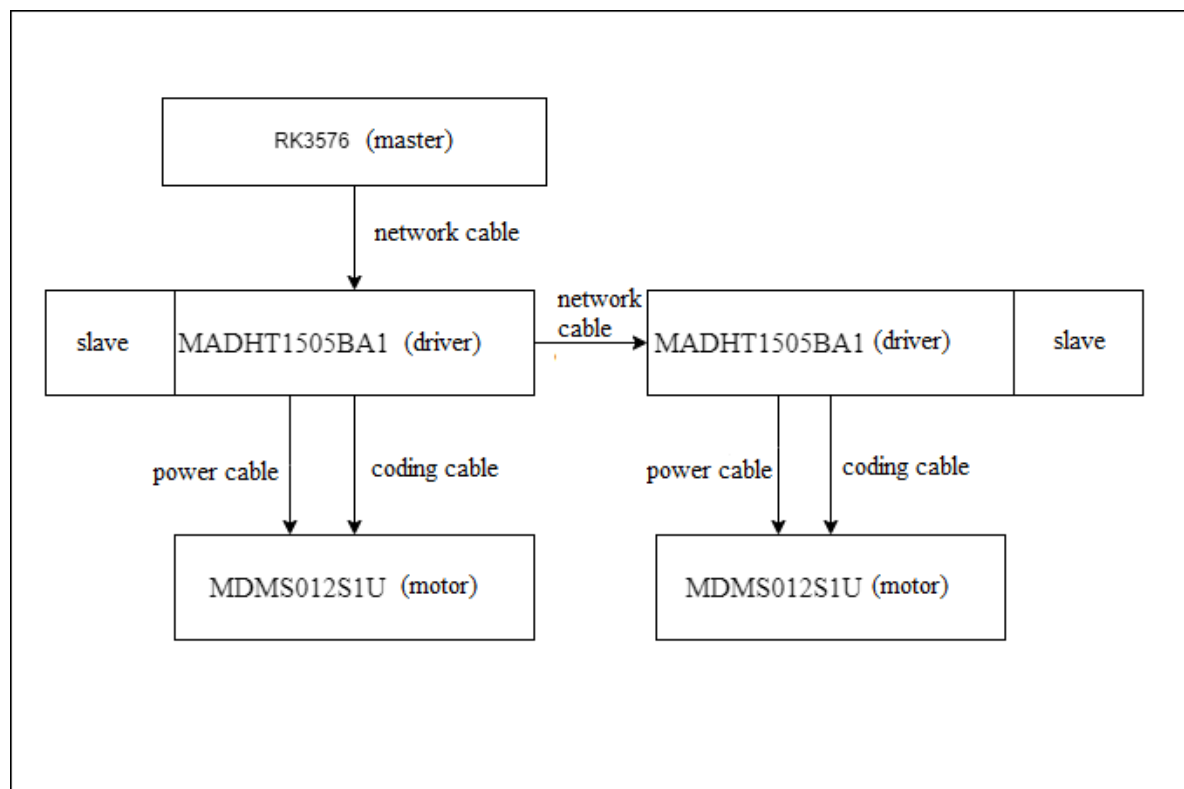 RK3576 (master)
network cable
slave
MADHT1505BA1 (driver)
network
cable
MADHT1505BA1 (driver)
slave
power cable
coding cable
power cable
coding cable
MDMS012S1U (motor)
MDMS012S1U (motor)